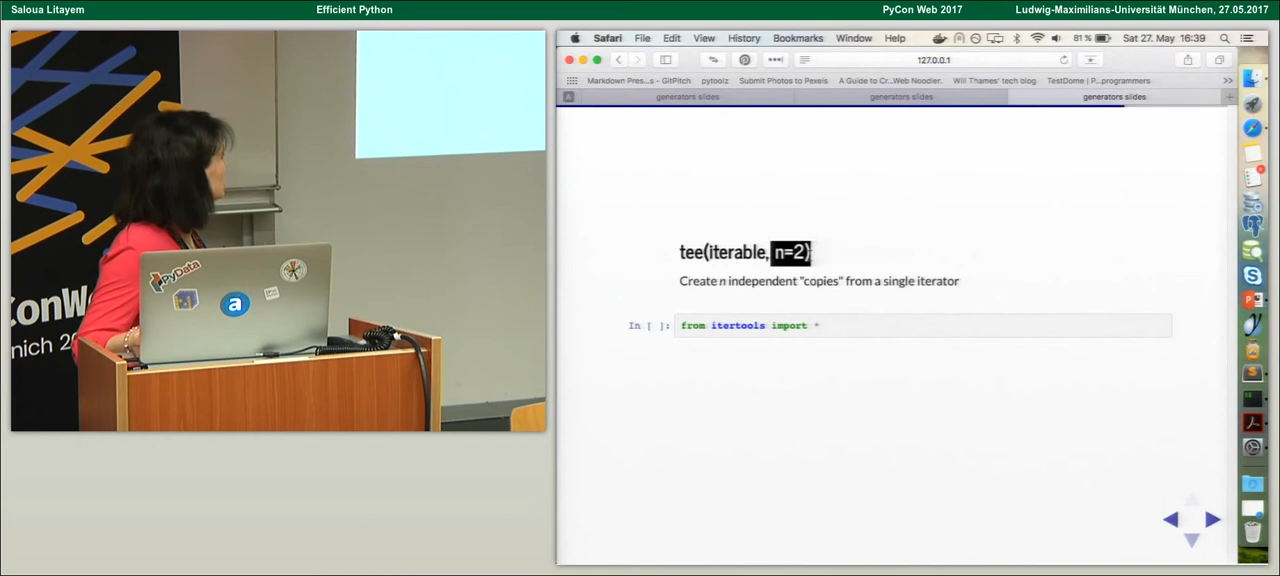 Saloua Litayem
Efficient Python
PyCon Web 2017
Ludwig-Maximilians-Universität München, 27.05.2017
Safari File Edit View History Bookmarks Window Help
81 % Sat 27. May 16:39
127.0.0.1
Markdown Pres...s - GitPitch pytoolz Submit Photos to Pexels A Guide to Cr...Web Noodler. Will Thames' tech blog TestDome | P...programmers
generators slides
generators slides
generators slides
tee(iterable, n=2)
Create n independent "copies" from a single iterator
In [ ]: from itertools import *
PyData
a